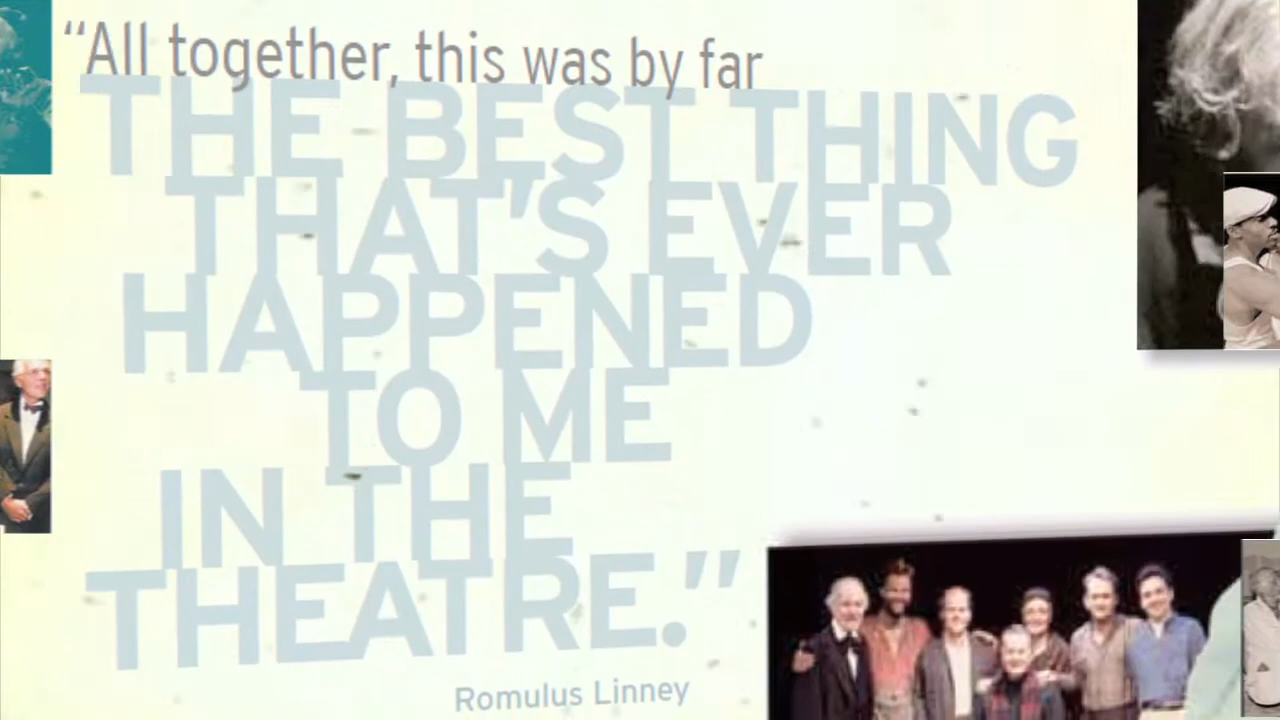 “All together, this was by far
THE BEST THING
THAT'S EVER
HAPPENED
TO ME
IN THE
THEATRE.”
Romulus Linney